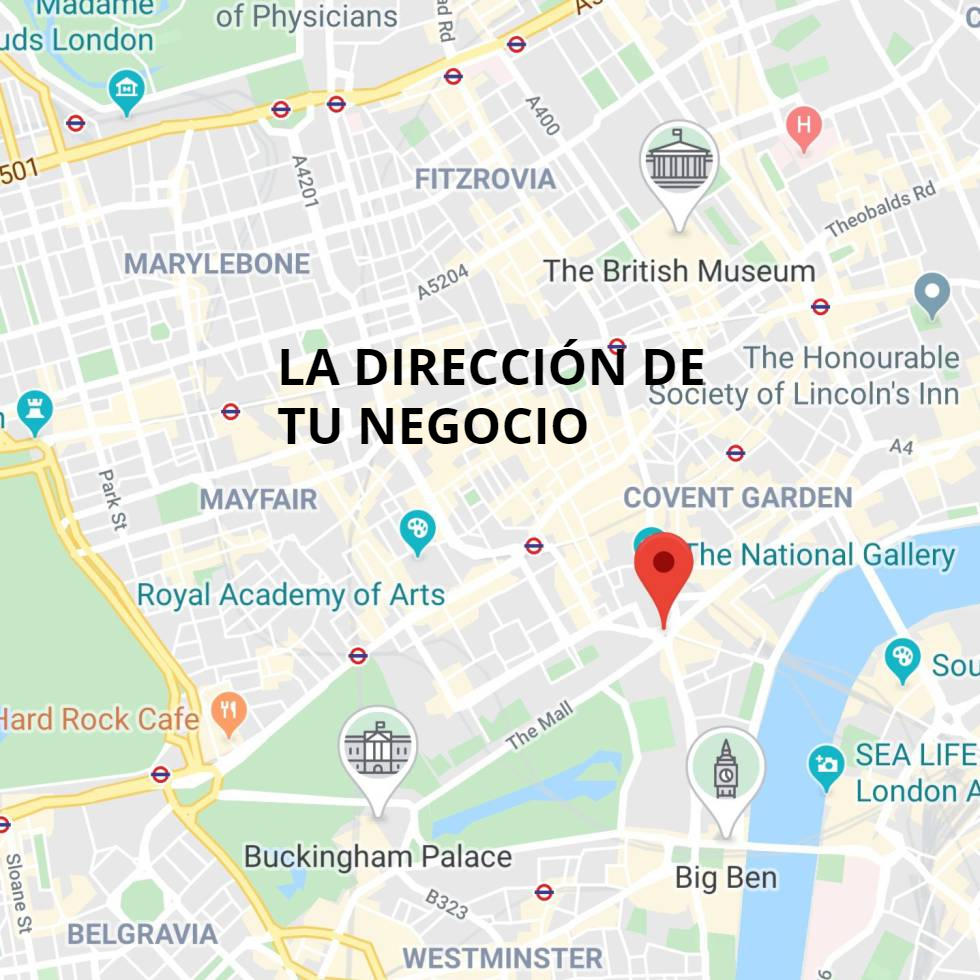 Madame
uds London
of Physicians
ad Rd
A400
H
501
A4201
FITZROVIA
Theobalds Rd
MARYLEBONE
A5204
The British Museum
LA DIRECCIÓN DE
TU NEGOCIO
The Honourable
Society of Lincoln's Inn
A4
Park St
MAYFAIR
COVENT GARDEN
The National Gallery
Royal Academy of Arts
Sou
Hard Rock Cafe
The Mall
SEA LIFE
London A
Buckingham Palace
Big Ben
Sloane St
B323
BELGRAVIA
WESTMINSTER